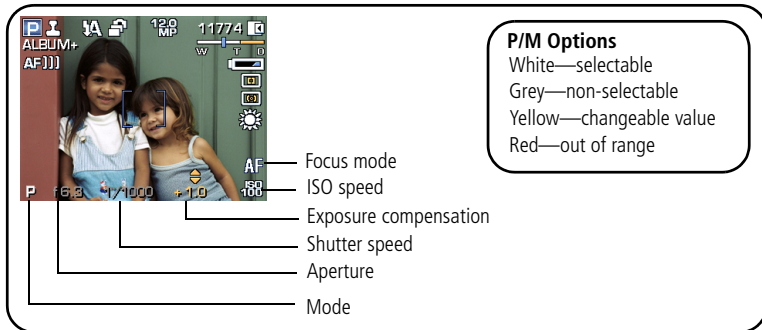 P 12.0 MP 11774
ALBUM+ W T D
AF
P/M Options
White—selectable
Grey—non-selectable
Yellow—changeable value
Red—out of range
AF
ISO 100
P f6.3 1/1000 +1.0
Focus mode
ISO speed
Exposure compensation
Shutter speed
Aperture
Mode